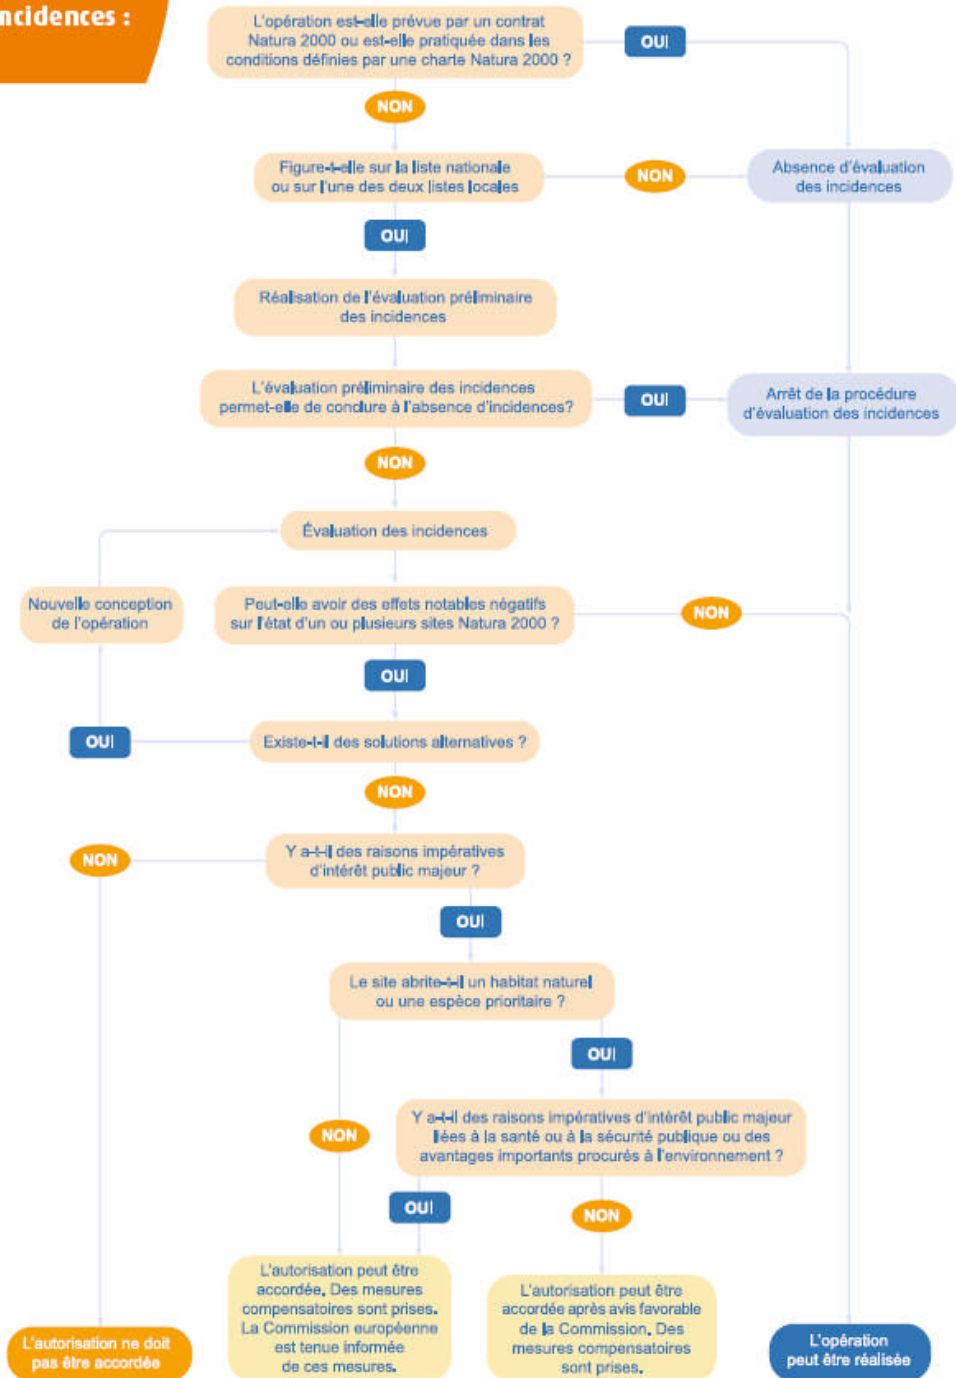 ncidences :
L'opération est-elle prévue par un contrat
Natura 2000 ou est-elle pratiquée dans les
conditions définies par une charte Natura 2000 ?
OUI
NON
Figure-t-elle sur la liste nationale
ou sur l'une des deux listes locales
NON
Absence d'évaluation
des incidences
OUI
Réalisation de l'évaluation préliminaire
des incidences
L'évaluation préliminaire des incidences
permet-elle de conclure à l'absence d'incidences?
OUI
Arrêt de la procédure
d'évaluation des incidences
NON
Évaluation des incidences
Nouvelle conception
de l'opération
Peut-elle avoir des effets notables négatifs
sur l'état d'un ou plusieurs sites Natura 2000 ?
NON
OUI
OUI
Existe-t-il des solutions alternatives ?
NON
NON
Y a-t-il des raisons impératives
d'intérêt public majeur ?
OUI
Le site abrite-t-il un habitat naturel
ou une espèce prioritaire ?
OUI
NON
Y a-t-il des raisons impératives d'intérêt public majeur
liées à la santé ou à la sécurité publique ou des
avantages importants procurés à l'environnement ?
OUI
NON
L'autorisation ne doit
pas être accordée
L'autorisation peut être
accordée. Des mesures
compensatoires sont prises.
La Commission européenne
est tenue informée
de ces mesures.
L'autorisation peut être
accordée après avis favorable
de la Commission. Des
mesures compensatoires
sont prises.
L'opération
peut être réalisée